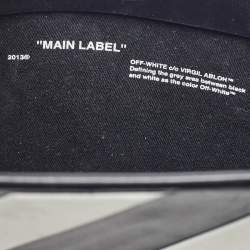 "MAIN LABEL"
2013®
OFF-WHITE c/o VIRGIL ABLOH™
Defining the grey area between black
and white as the color Off-White™